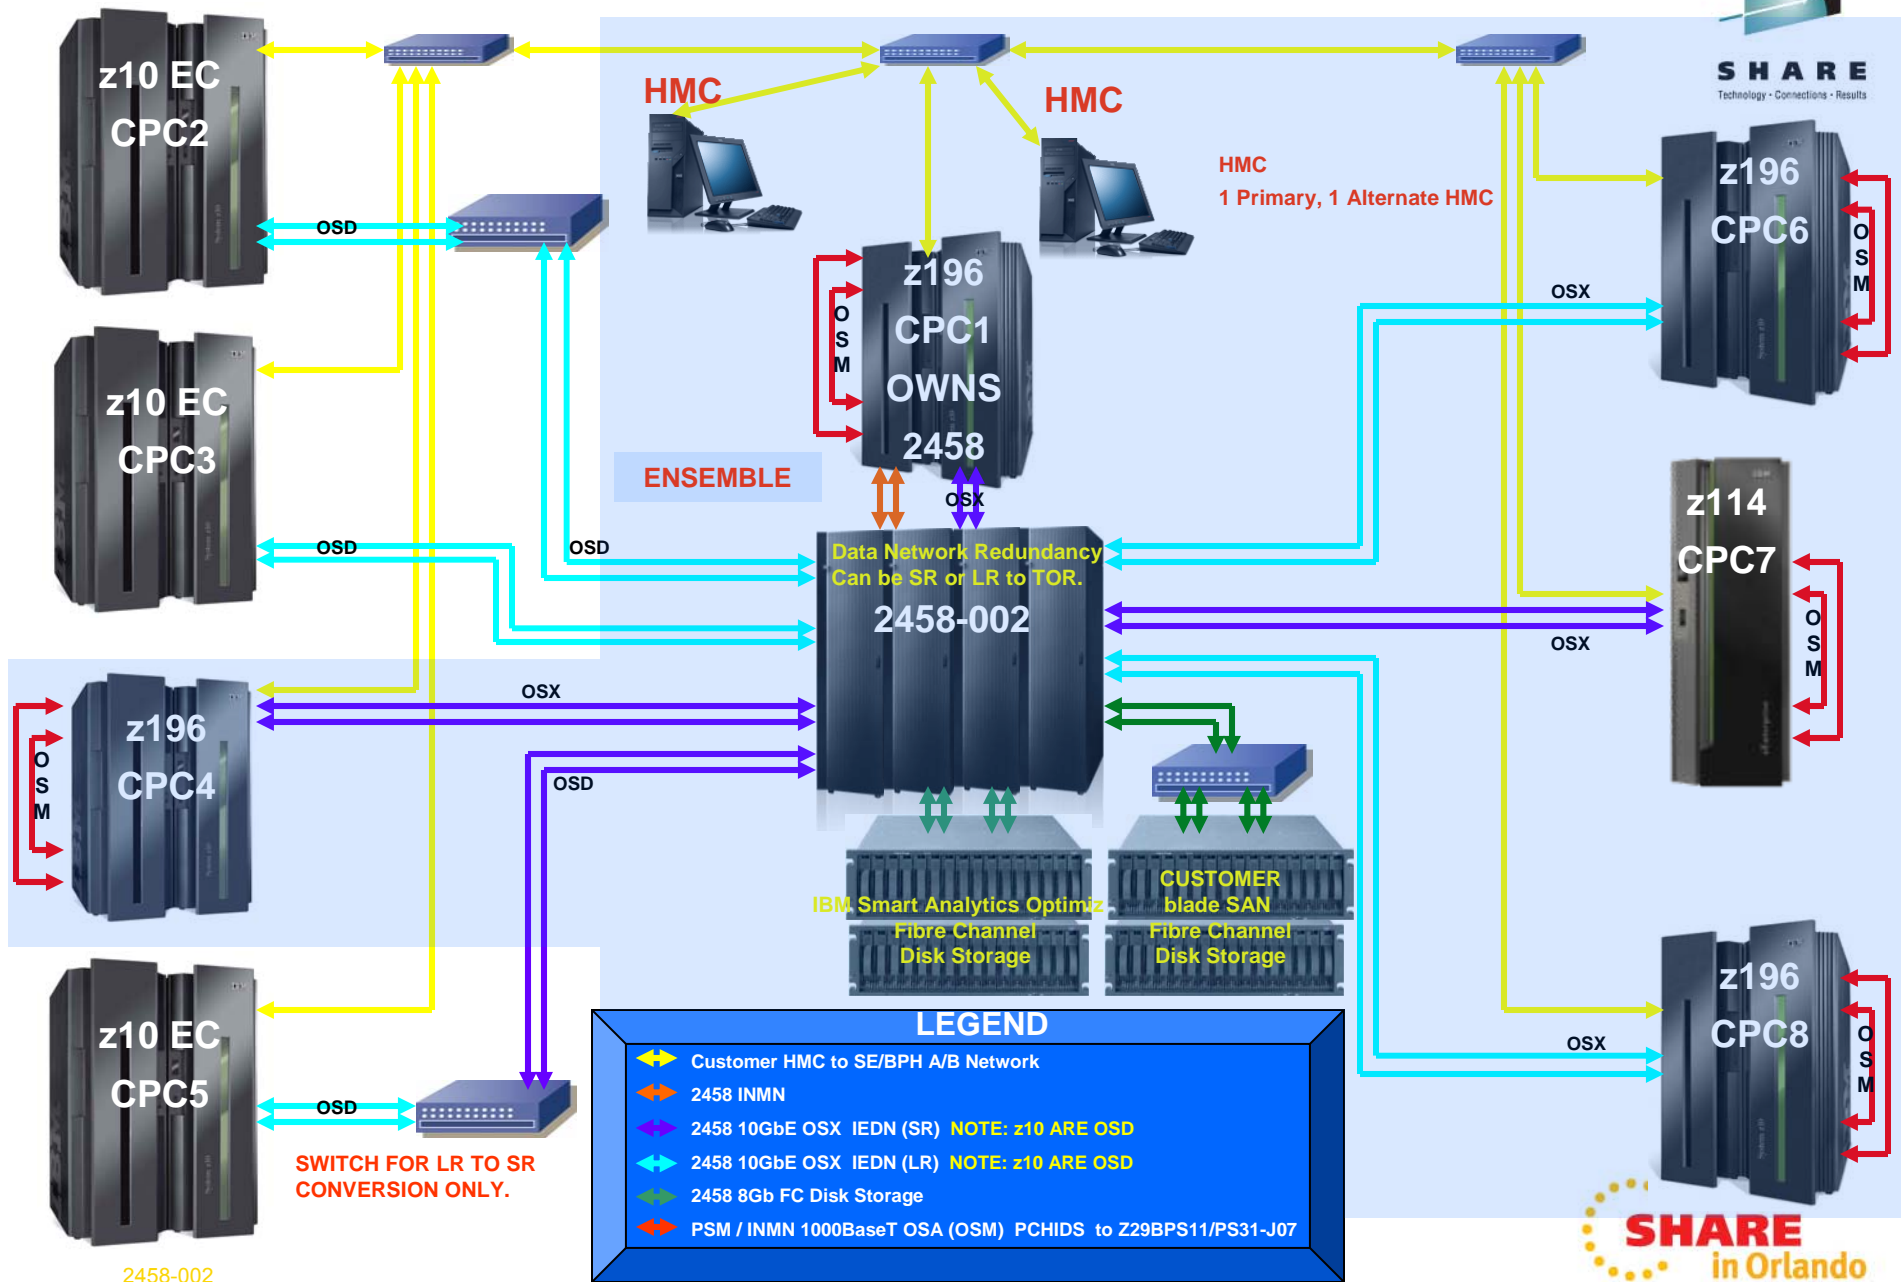 z10 EC
CPC2
HMC
HMC
SHARE
Technology • Connections • Results
HMC
1 Primary, 1 Alternate HMC
z196
CPC6
OSM
OSD
z196
CPC1
OWNS
2458
OSM
OSX
z10 EC
CPC3
ENSEMBLE
OSX
z114
CPC7
OSM
OSD
OSD
Data Network Redundancy
Can be SR or LR to TOR.
2458-002
OSX
OSX
z196
CPC4
OSM
OSD
IBM Smart Analytics Optimiz
Fibre Channel
Disk Storage
CUSTOMER
blade SAN
Fibre Channel
Disk Storage
z196
CPC8
OSM
OSX
z10 EC
CPC5
OSD
SWITCH FOR LR TO SR
CONVERSION ONLY.
LEGEND
Customer HMC to SE/BPH A/B Network
2458 INMN
2458 10GbE OSX IEDN (SR) NOTE: z10 ARE OSD
2458 10GbE OSX IEDN (LR) NOTE: z10 ARE OSD
2458 8Gb FC Disk Storage
PSM / INMN 1000BaseT OSA (OSM) PCHIDS to Z29BPS11/PS31-J07
2458-002
SHARE
in Orlando